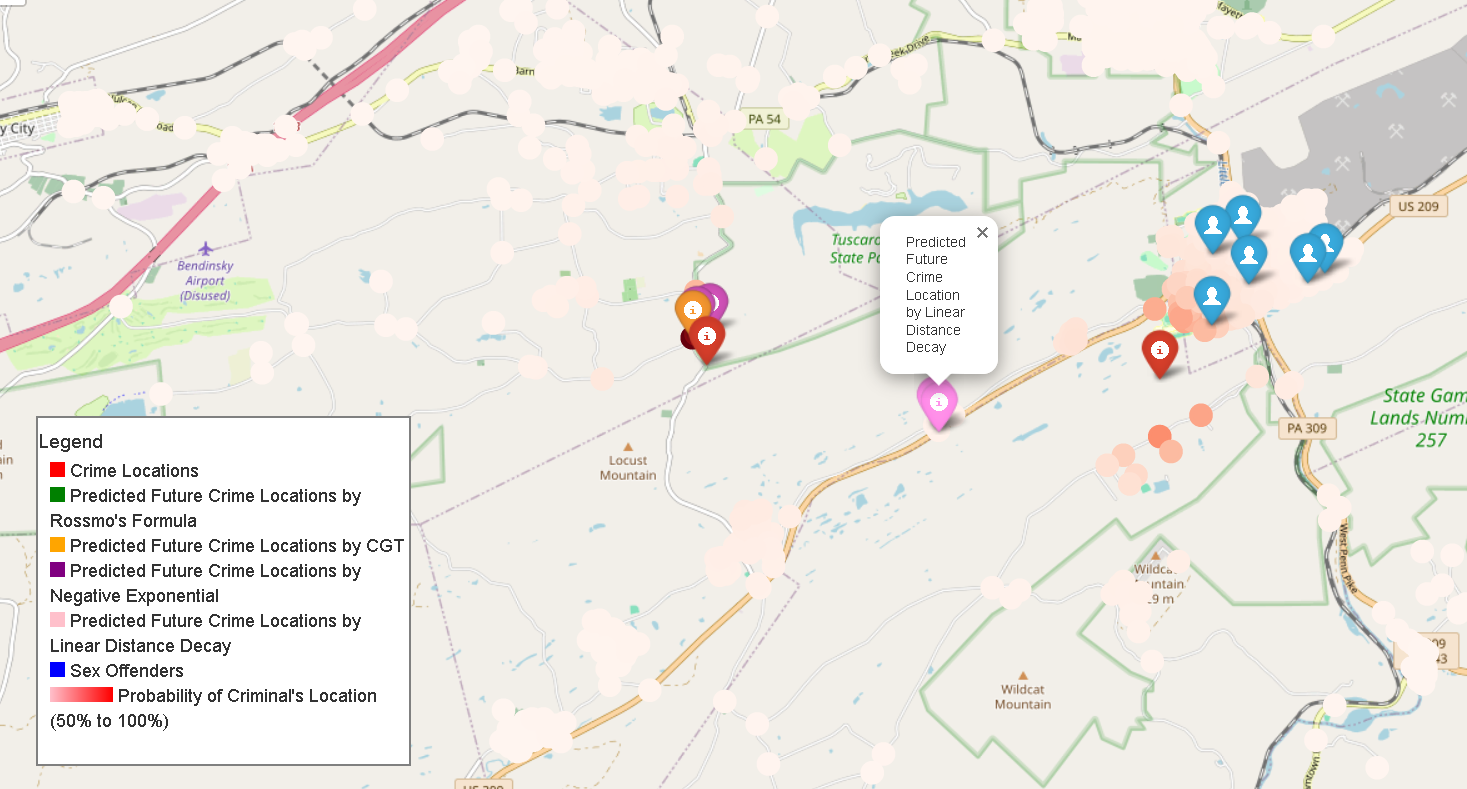 PA 54
y City
oad
Barn
US 209
Bendinsky
Airport
(Disused)
Tuscaro
State Pa
Predicted
Future
Crime
Location
by Linear
Distance
Decay
×
State Gam
Lands Num
257
PA 309
Locust
Mountain
Legend
Crime Locations
Predicted Future Crime Locations by
Rossmo's Formula
Predicted Future Crime Locations by CGT
Predicted Future Crime Locations by
Negative Exponential
Predicted Future Crime Locations by
Linear Distance Decay
Sex Offenders
Probability of Criminal's Location
(50% to 100%)
West Penn Pike
Wildcat
Mountain
US 209